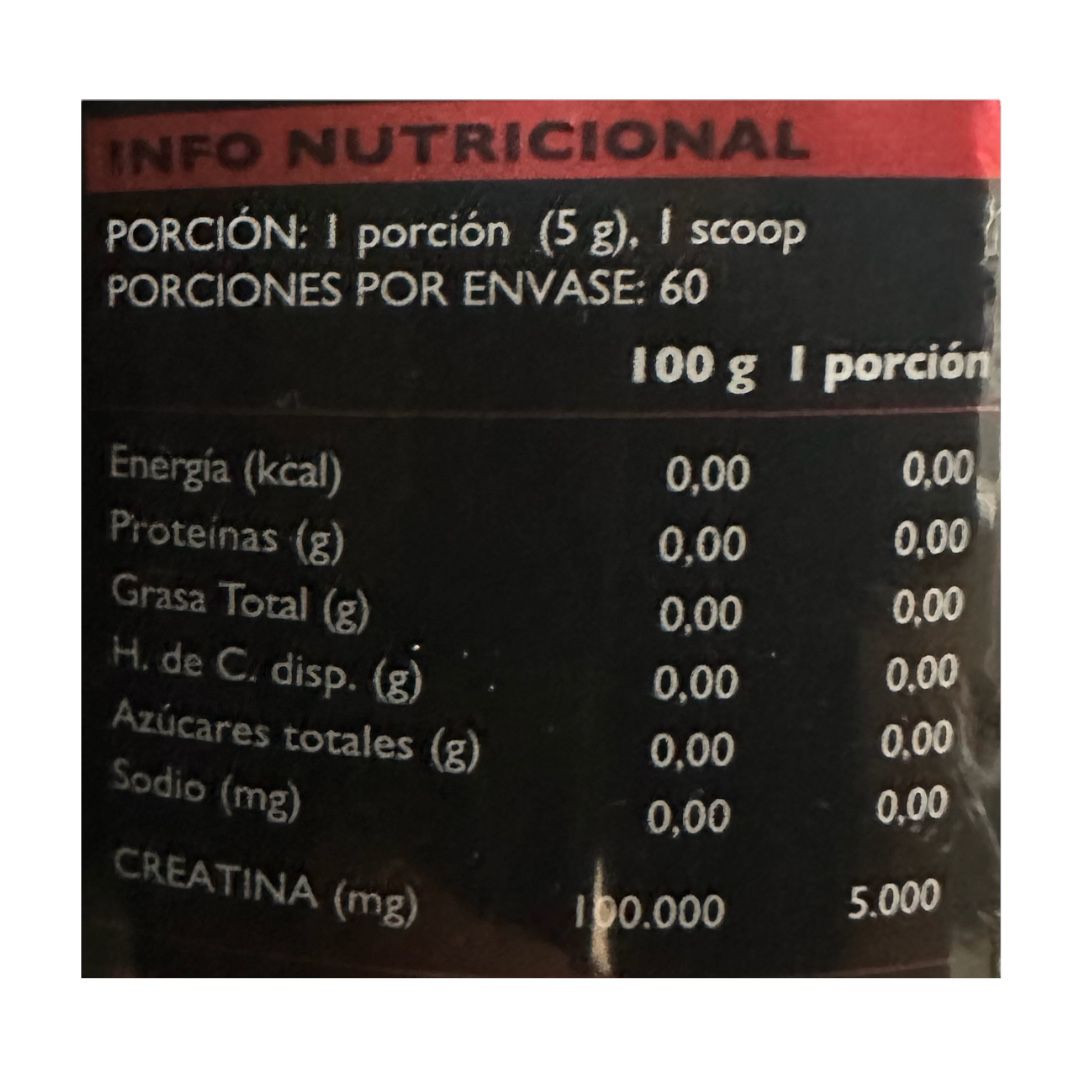 INFO NUTRICIONAL
PORCIÓN: 1 porción (5 g), 1 scoop
PORCIONES POR ENVASE: 60
100 g 1 porción
Energía (kcal) 0,00 0,00
Proteínas (g) 0,00 0,00
Grasa Total (g) 0,00 0,00
H. de C. disp. (g) 0,00 0,00
Azúcares totales (g) 0,00 0,00
Sodio (mg) 0,00 0,00
CREATINA (mg) 100.000 5.000